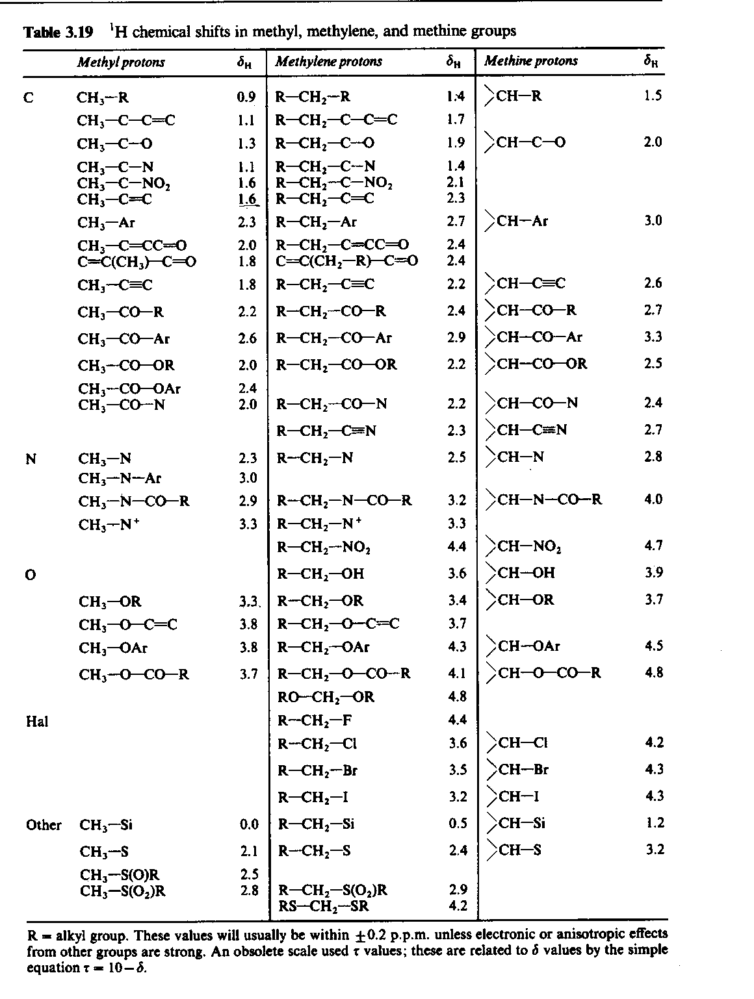 Table 3.19 ¹H chemical shifts in methyl, methylene, and methine groups
Methyl protons δH Methylene protons δH Methine protons δH
C CH₃—R 0.9 R—CH₂—R 1.4 >CH—R 1.5
CH₃—C—C=C 1.1 R—CH₂—C—C=C 1.7
CH₃—C—O 1.3 R—CH₂—C—O 1.9 >CH—C—O 2.0
CH₃—C—N 1.1 R—CH₂—C—N 1.4
CH₃—C—NO₂ 1.6 R—CH₂—C—NO₂ 2.1
CH₃—C=C 1.6 R—CH₂—C=C 2.3
CH₃—Ar 2.3 R—CH₂—Ar 2.7 >CH—Ar 3.0
CH₃—C=CC=O 2.0 R—CH₂—C=CC=O 2.4
C=C(CH₃)—C=O 1.8 C=C(CH₂—R)—C=O 2.4
CH₃—C≡C 1.8 R—CH₂—C≡C 2.2 >CH—C≡C 2.6
CH₃—CO—R 2.2 R—CH₂—CO—R 2.4 >CH—CO—R 2.7
CH₃—CO—Ar 2.6 R—CH₂—CO—Ar 2.9 >CH—CO—Ar 3.3
CH₃—CO—OR 2.0 R—CH₂—CO—OR 2.2 >CH—CO—OR 2.5
CH₃—CO—OAr 2.4
CH₃—CO—N 2.0 R—CH₂—CO—N 2.2 >CH—CO—N 2.4
R—CH₂—C≡N 2.3 >CH—C≡N 2.7
N CH₃—N 2.3 R—CH₂—N 2.5 >CH—N 2.8
CH₃—N—Ar 3.0
CH₃—N—CO—R 2.9 R—CH₂—N—CO—R 3.2 >CH—N—CO—R 4.0
CH₃—N⁺ 3.3 R—CH₂—N⁺ 3.3
R—CH₂—NO₂ 4.4 >CH—NO₂ 4.7
O R—CH₂—OH 3.6 >CH—OH 3.9
CH₃—OR 3.3 R—CH₂—OR 3.4 >CH—OR 3.7
CH₃—O—C=C 3.8 R—CH₂—O—C=C 3.7
CH₃—OAr 3.8 R—CH₂—OAr 4.3 >CH—OAr 4.5
CH₃—O—CO—R 3.7 R—CH₂—O—CO—R 4.1 >CH—O—CO—R 4.8
RO—CH₂—OR 4.8
Hal R—CH₂—F 4.4
R—CH₂—Cl 3.6 >CH—Cl 4.2
R—CH₂—Br 3.5 >CH—Br 4.3
R—CH₂—I 3.2 >CH—I 4.3
Other CH₃—Si 0.0 R—CH₂—Si 0.5 >CH—Si 1.2
CH₃—S 2.1 R—CH₂—S 2.4 >CH—S 3.2
CH₃—S(O)R 2.5
CH₃—S(O₂)R 2.8 R—CH₂—S(O₂)R 2.9
RS—CH₂—SR 4.2
R = alkyl group. These values will usually be within ±0.2 p.p.m. unless electronic or anisotropic effects
from other groups are strong. An obsolete scale used τ values; these are related to δ values by the simple
equation τ = 10−δ.